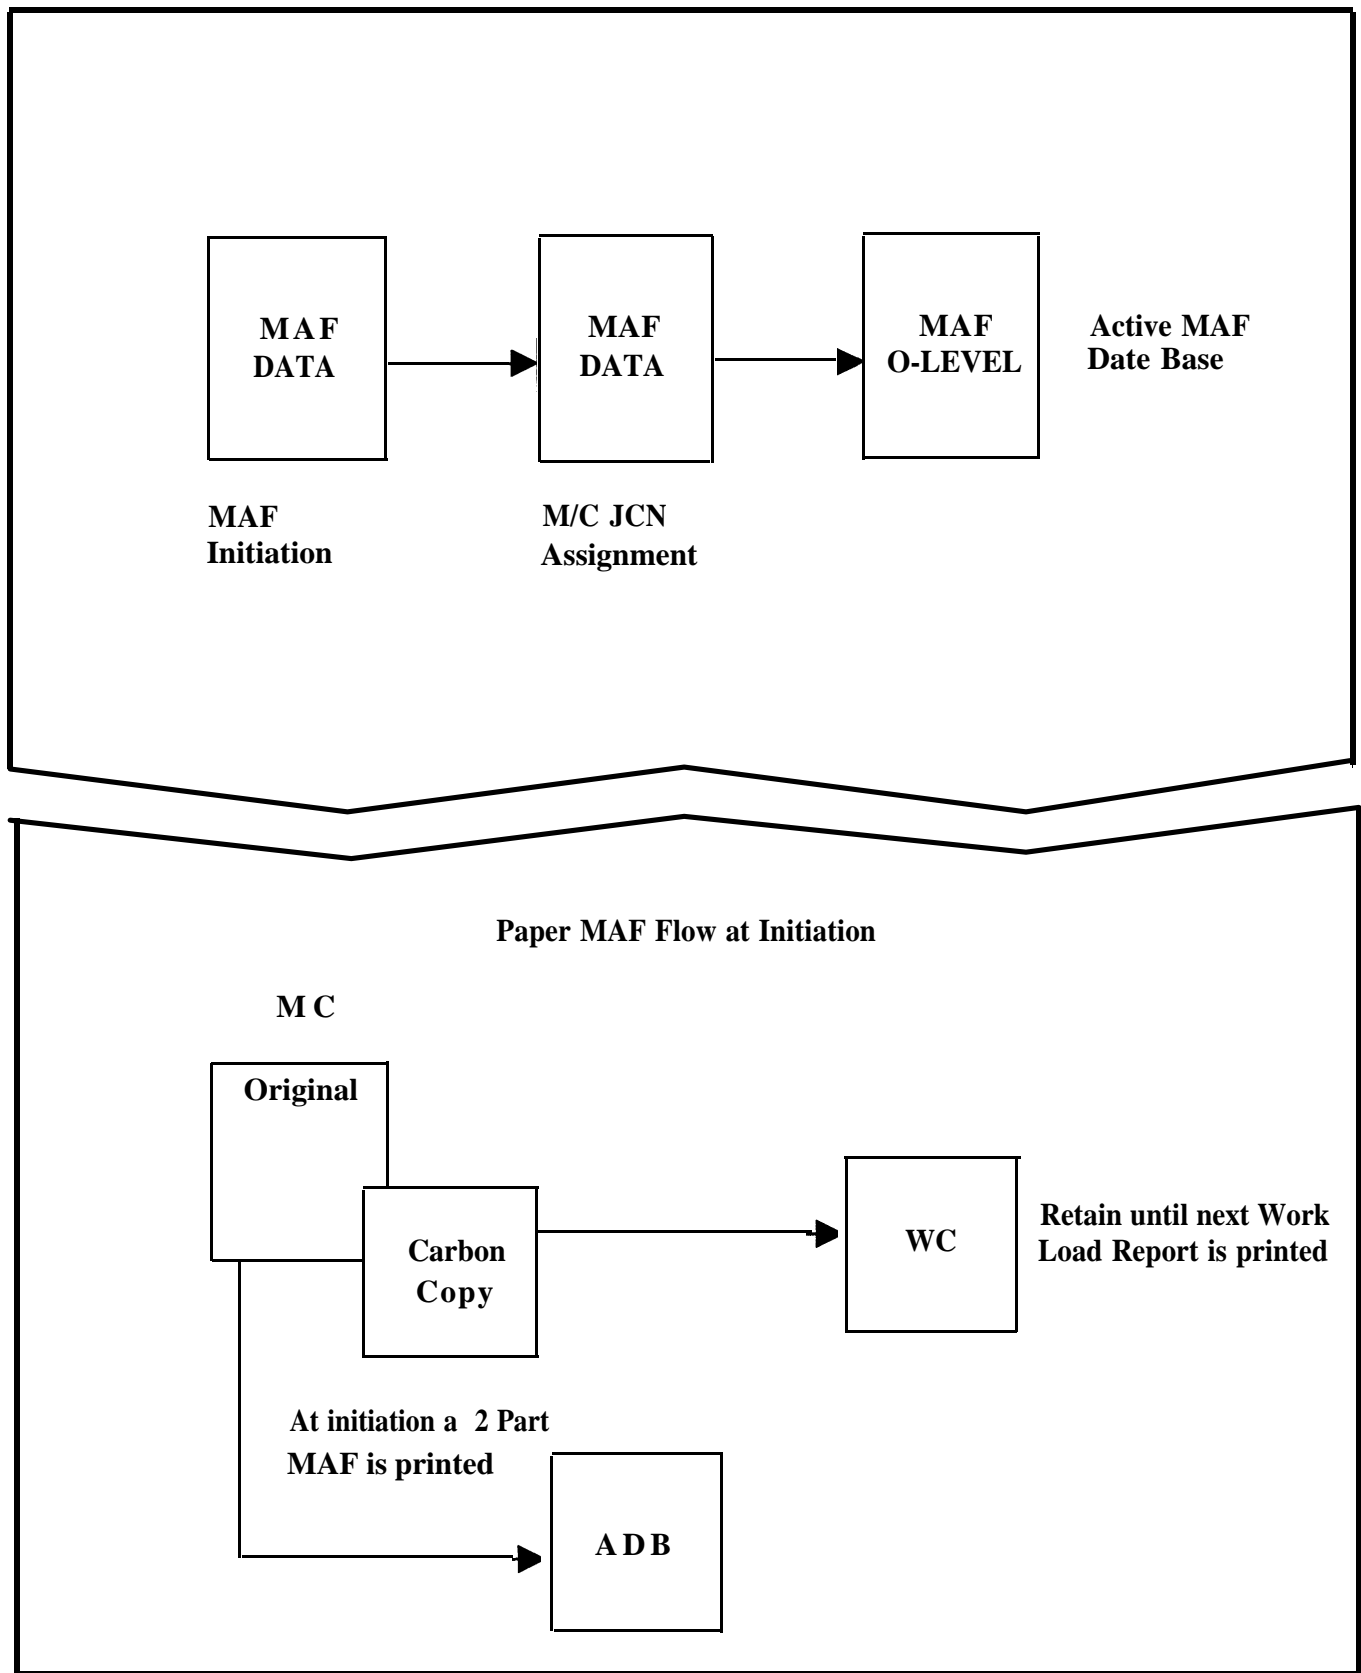 MAF
DATA
MAF
DATA
MAF
O-LEVEL
Active MAF
Date Base
MAF
Initiation
M/C JCN
Assignment
Paper MAF Flow at Initiation
MC
Original
Carbon
Copy
WC
Retain until next Work
Load Report is printed
At initiation a 2 Part
MAF is printed
ADB